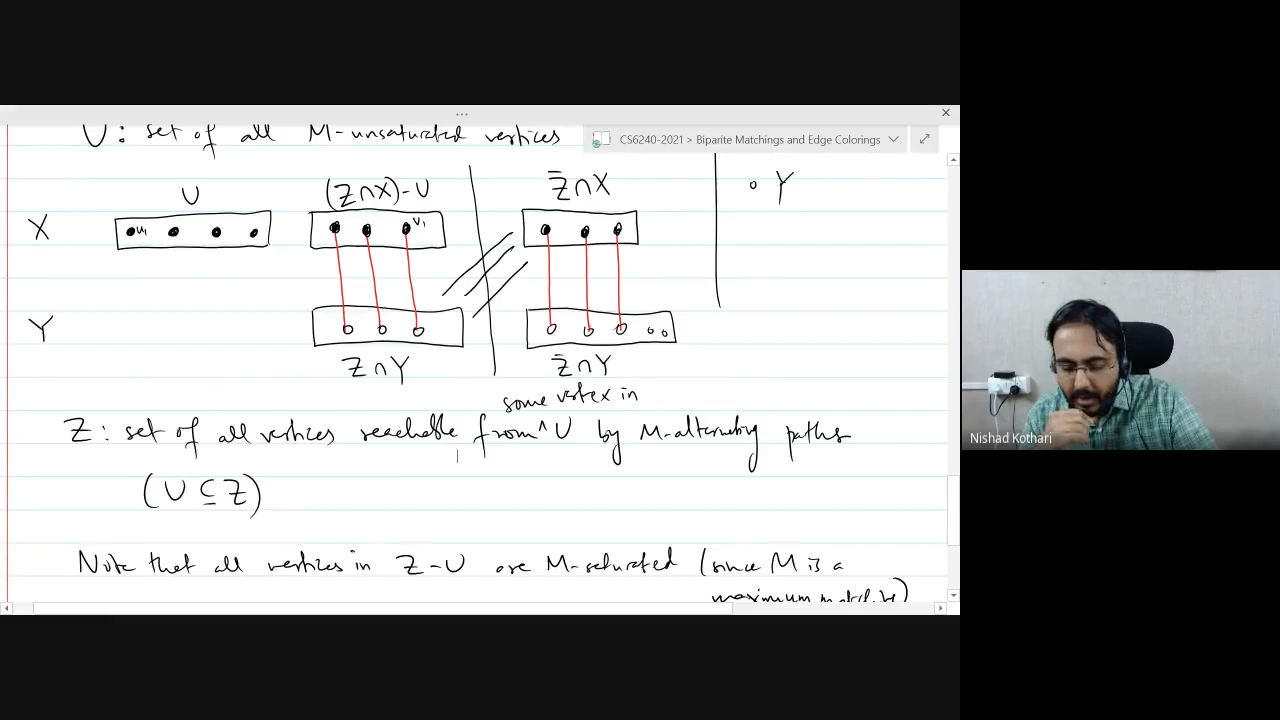 U: set of all M-unsaturated vertices
CS6240-2021 > Biparite Matchings and Edge Colorings
U (Z∩X)-U Z̄∩X Y
X u₁ v₁
Y
Z∩Y Z̄∩Y
some vertex in
Z: set of all vertices reachable from ^ U by M-alternating paths
(U ⊆ Z)
Note that all vertices in Z-U are M-saturated (since M is a
maximum matching)
Nishad Kothari